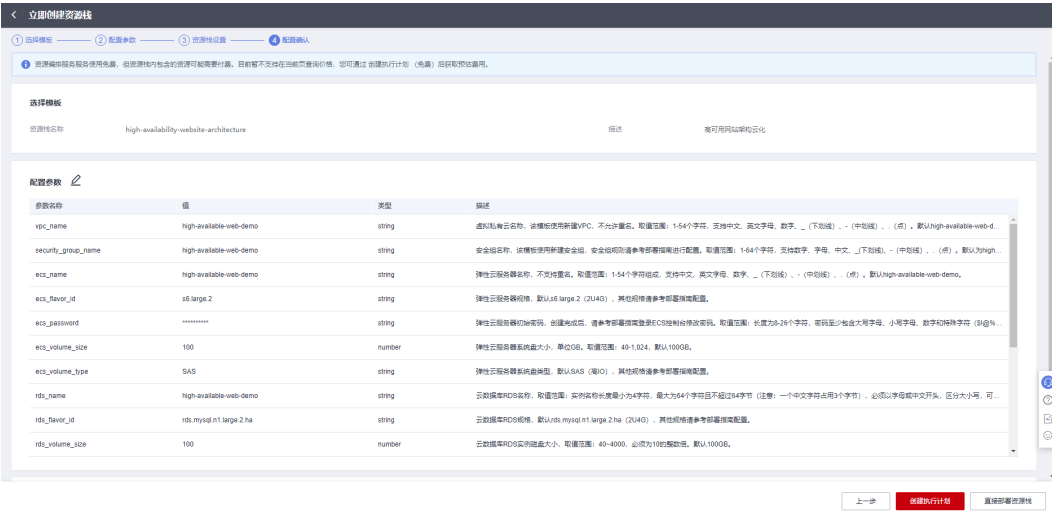 立即创建资源栈
1 选择模板 2 配置参数 3 资源栈设置 4 配置确认
资源编排服务服务使用免费，但资源栈内包含的资源可能需要付费。目前暂不支持在当前页查询价格，您可通过 创建执行计划 （免费）后获取预估费用。
选择模板
资源栈名称 high-availability-website-architecture 描述 高可用网站架构云化
配置参数
参数名称 值 类型 描述
vpc_name high-available-web-demo string 虚拟私有云名称，该模板使用新建VPC，不允许重名。取值范围：1-54个字符，支持中文、英文字母、数字、_（下划线）、-（中划线）、.（点）。默认high-available-web-d...
security_group_name high-available-web-demo string 安全组名称，该模板使用新建安全组，安全组规则请参考部署指南进行配置。取值范围：1-64个字符，支持数字、字母、中文、_(下划线)、-（中划线）、.（点）。默认为high...
ecs_name high-available-web-demo string 弹性云服务器名称，不支持重名。取值范围：1-54个字符组成，支持中文、英文字母、数字、_（下划线）、-（中划线）、.（点）。默认high-available-web-demo。
ecs_flavor_id s6.large.2 string 弹性云服务器规格，默认s6.large.2（2U4G），其他规格请参考部署指南配置。
ecs_password ********** string 弹性云服务器初始密码，创建完成后，请参考部署指南登录ECS控制台修改密码。取值范围：长度为8-26个字符，密码至少包含大写字母、小写字母、数字和特殊字符（$!@%...
ecs_volume_size 100 number 弹性云服务器系统盘大小，单位GB。取值范围：40-1,024，默认100GB。
ecs_volume_type SAS string 弹性云服务器系统盘类型，默认SAS（高IO），其他规格请参考部署指南配置。
rds_name high-available-web-demo string 云数据库RDS名称，取值范围：实例名称长度最小为4字符，最大为64个字符且不超过64字节（注意：一个中文字符占用3个字节），必须以字母或中文开头，区分大小写，可...
rds_flavor_id rds.mysql.n1.large.2.ha string 云数据库RDS规格，默认rds.mysql.n1.large.2.ha（2U4G），其他规格请参考部署指南配置。
rds_volume_size 100 number 云数据库RDS实例磁盘大小，取值范围：40~4000，必须为10的整数倍。默认100GB。
上一步 创建执行计划 直接部署资源栈